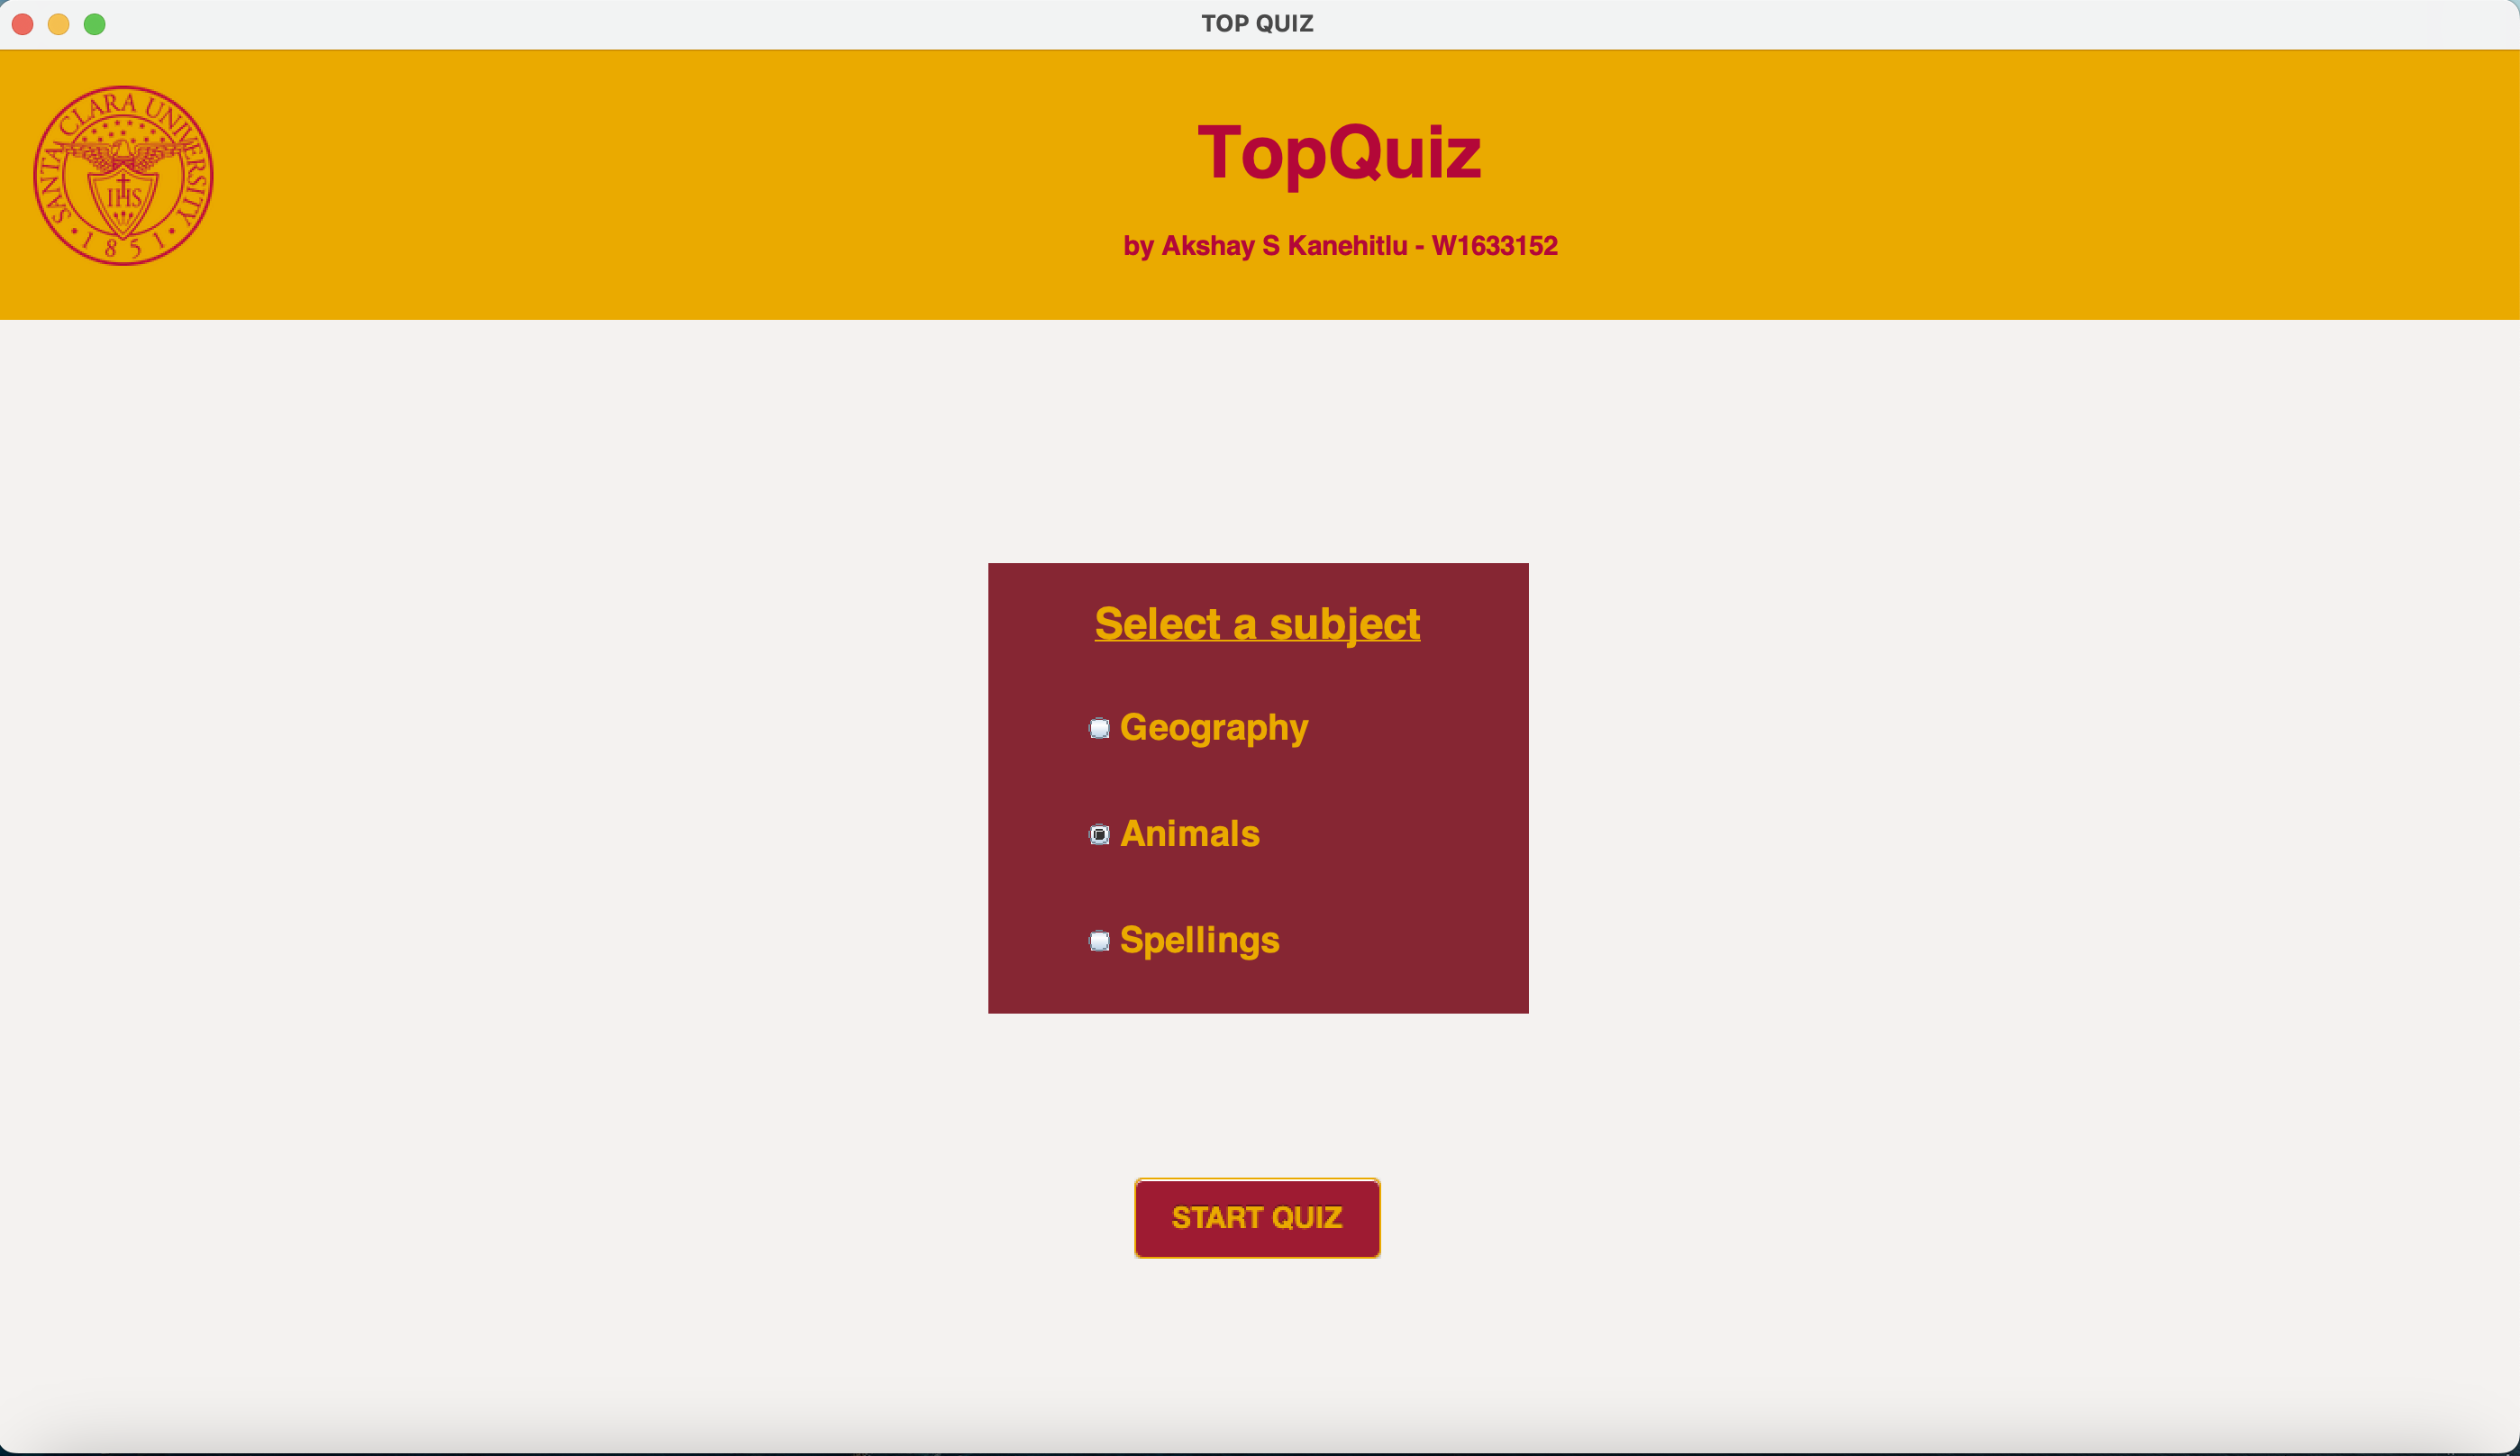 TOP QUIZ
SANTA CLARA UNIVERSITY
IHS
1851
TopQuiz
by Akshay S Kanehitlu - W1633152
Select a subject
Geography
Animals
Spellings
START QUIZ